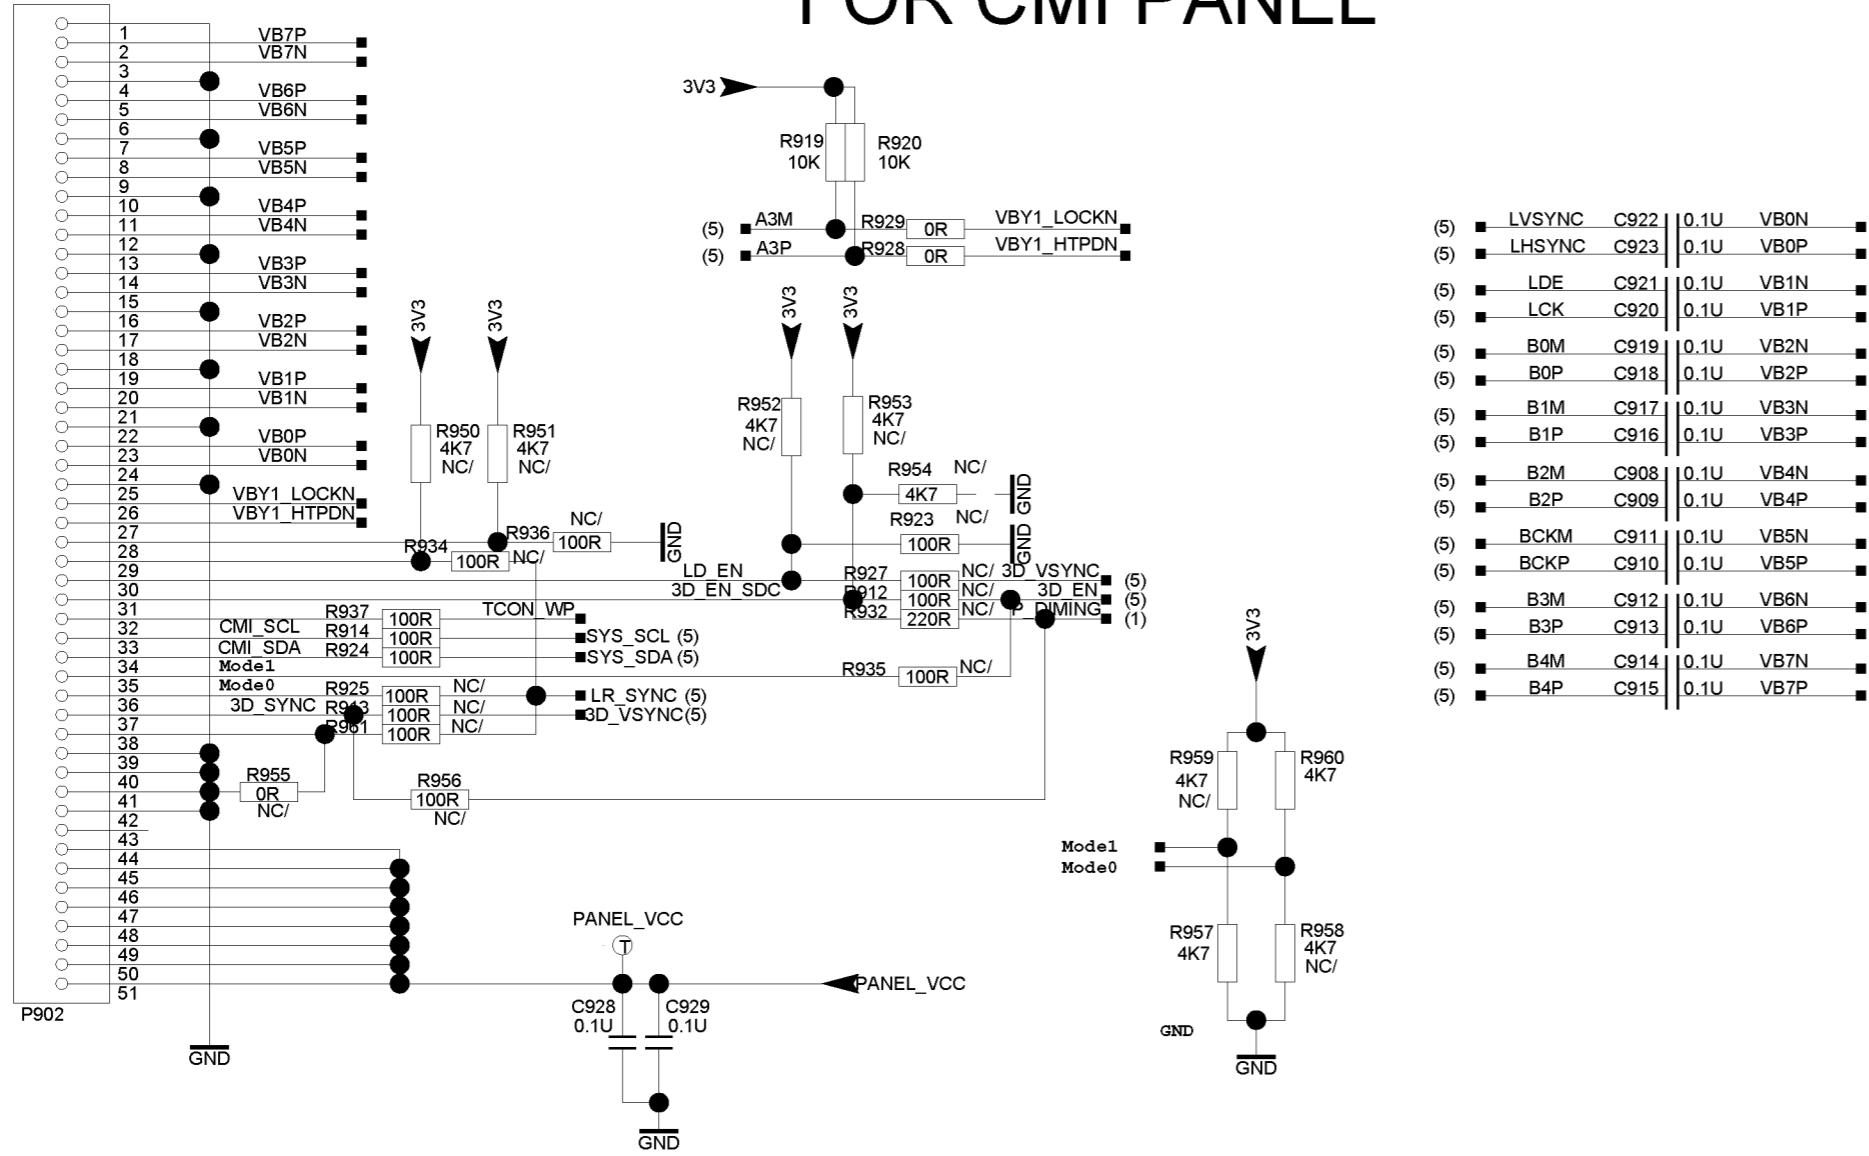 FOR CMI PANEL
1
VB7P
2
VB7N
3
4
VB6P
5
VB6N
6
7
VB5P
8
VB5N
9
10
VB4P
11
VB4N
12
13
VB3P
14
VB3N
15
16
VB2P
17
VB2N
18
19
VB1P
20
VB1N
21
22
VB0P
23
VB0N
24
25
VBY1_LOCKN
26
VBY1_HTPDN
27
28
29
30
31
32
33
34
35
36
37
38
39
40
41
42
43
44
45
46
47
48
49
50
51
P902
GND
3V3
3V3
R950
4K7
NC/
R951
4K7
NC/
R936
NC/
100R
GND
R934
100R
NC/
R937
100R
TCON_WP
CMI_SCL
R914
100R
SYS_SCL (5)
CMI_SDA
R924
100R
SYS_SDA (5)
Mode1
Mode0
R925
100R
NC/
LR_SYNC (5)
3D_SYNC
R913
100R
NC/
3D_VSYNC(5)
R961
100R
NC/
R955
0R
NC/
R956
100R
NC/
PANEL_VCC
T
PANEL_VCC
C928
0.1U
C929
0.1U
GND
3V3
R919
10K
R920
10K
(5)
A3M
R929
0R
VBY1_LOCKN
(5)
A3P
R928
0R
VBY1_HTPDN
3V3
3V3
R952
4K7
NC/
R953
4K7
NC/
R954
NC/
4K7
GND
R923
NC/
100R
GND
LD_EN
R927
100R
NC/
3D_VSYNC
(5)
3D_EN_SDC
R912
100R
NC/
3D_EN
(5)
R932
220R
NC/
P_DIMING
(1)
R935
100R
NC/
3V3
R959
4K7
NC/
R960
4K7
Mode1
Mode0
R957
4K7
R958
4K7
NC/
GND
GND
(5) LVSYNC C922 0.1U VB0N
(5) LHSYNC C923 0.1U VB0P
(5) LDE C921 0.1U VB1N
(5) LCK C920 0.1U VB1P
(5) B0M C919 0.1U VB2N
(5) B0P C918 0.1U VB2P
(5) B1M C917 0.1U VB3N
(5) B1P C916 0.1U VB3P
(5) B2M C908 0.1U VB4N
(5) B2P C909 0.1U VB4P
(5) BCKM C911 0.1U VB5N
(5) BCKP C910 0.1U VB5P
(5) B3M C912 0.1U VB6N
(5) B3P C913 0.1U VB6P
(5) B4M C914 0.1U VB7N
(5) B4P C915 0.1U VB7P